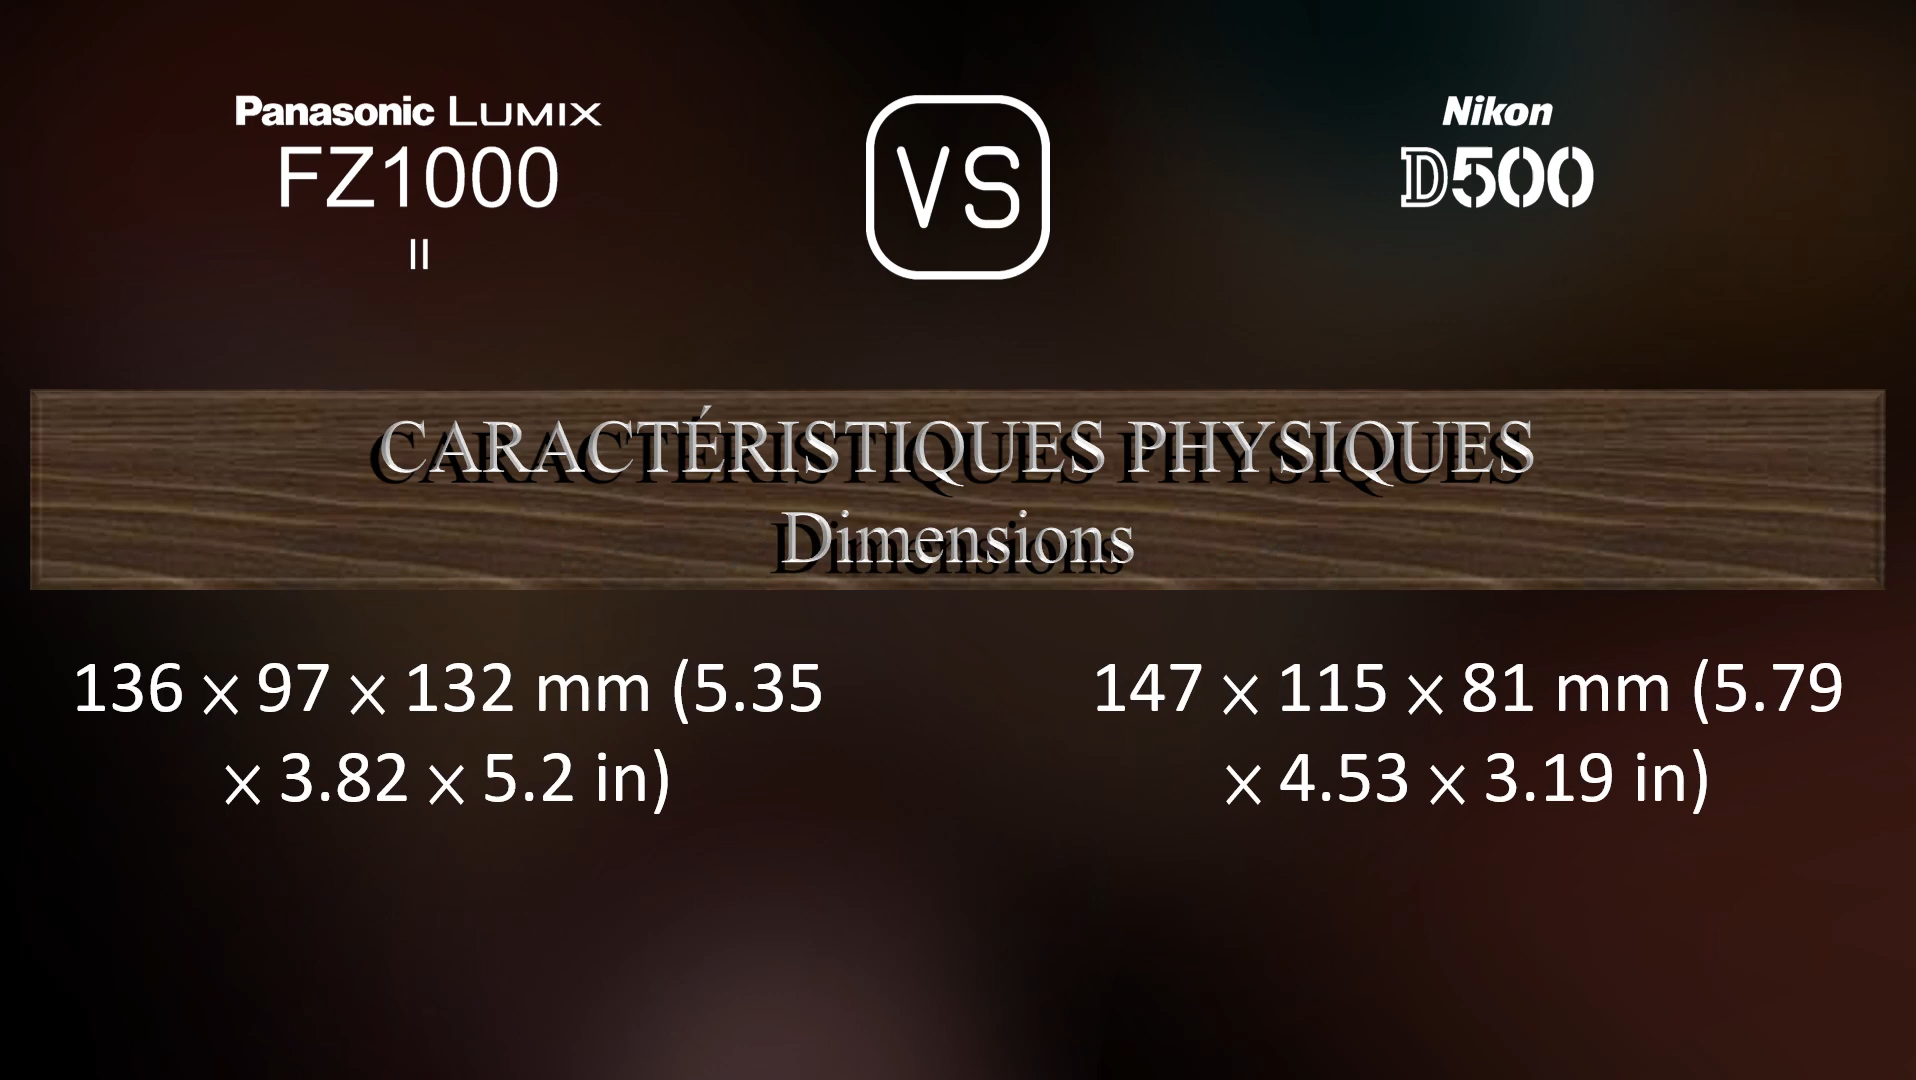 Panasonic LUMIX
FZ1000
II
VS
Nikon
D500
CARACTÉRISTIQUES PHYSIQUES
Dimensions
136 x 97 x 132 mm (5.35
x 3.82 x 5.2 in)
147 x 115 x 81 mm (5.79
x 4.53 x 3.19 in)